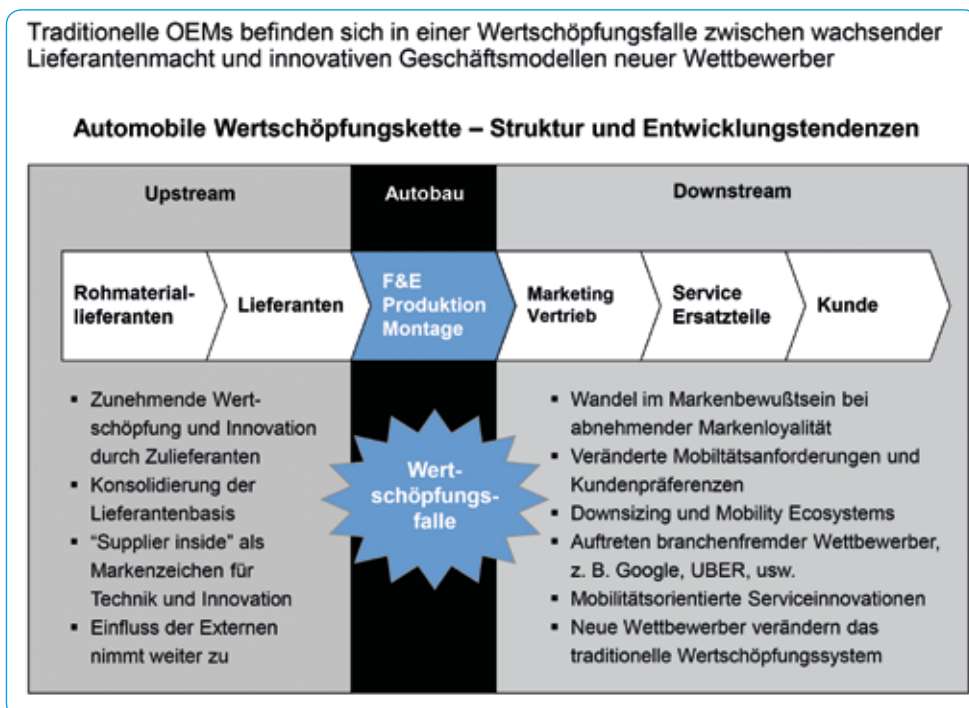 Traditionelle OEMs befinden sich in einer Wertschöpfungsfalle zwischen wachsender
Lieferantenmacht und innovativen Geschäftsmodellen neuer Wettbewerber
Automobile Wertschöpfungskette – Struktur und Entwicklungstendenzen
Upstream
Autobau
Downstream
Rohmaterial-
lieferanten
Lieferanten
F&E
Produktion
Montage
Marketing
Vertrieb
Service
Ersatzteile
Kunde
▪ Zunehmende Wert-
schöpfung und Innovation
durch Zulieferanten
▪ Konsolidierung der
Lieferantenbasis
▪ "Supplier inside" als
Markenzeichen für
Technik und Innovation
▪ Einfluss der Externen
nimmt weiter zu
Wert-
schöpfungs-
falle
▪ Wandel im Markenbewußtsein bei
abnehmender Markenloyalität
▪ Veränderte Mobiltätsanforderungen und
Kundenpräferenzen
▪ Downsizing und Mobility Ecosystems
▪ Auftreten branchenfremder Wettbewerber,
z. B. Google, UBER, usw.
▪ Mobilitätsorientierte Serviceinnovationen
▪ Neue Wettbewerber verändern das
traditionelle Wertschöpfungssystem